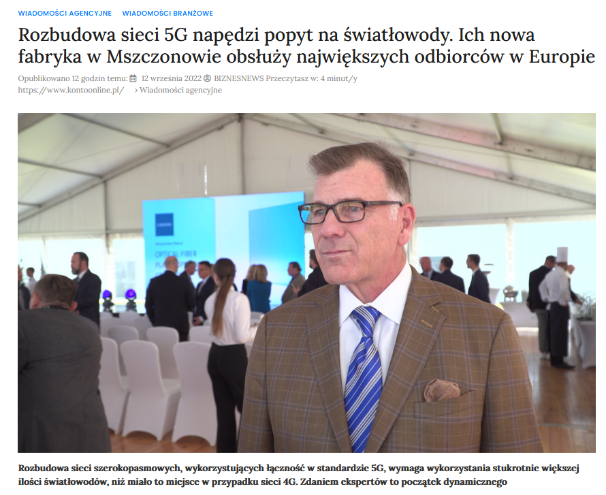 WIADOMOŚCI AGENCYJNE WIADOMOŚCI BRANŻOWE
Rozbudowa sieci 5G napędzi popyt na światłowody. Ich nowa
fabryka w Mszczonowie obsłuży największych odbiorców w Europie
Opublikowano 12 godzin temu: 12 września 2022 BIZNESNEWS Przeczytasz w: 4 minut/y
https://www.kontoonline.pl/ › Wiadomości agencyjne
OPTICAL FIBER
Rozbudowa sieci szerokopasmowych, wykorzystujących łączność w standardzie 5G, wymaga wykorzystania stukrotnie większej
ilości światłowodów, niż miało to miejsce w przypadku sieci 4G. Zdaniem ekspertów to początek dynamicznego